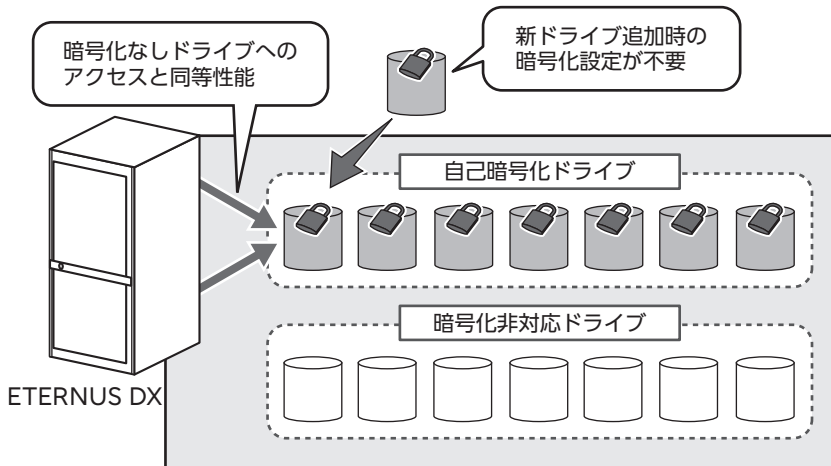 暗号化なしドライブへの
アクセスと同等性能
新ドライブ追加時の
暗号化設定が不要
自己暗号化ドライブ
暗号化非対応ドライブ
ETERNUS DX